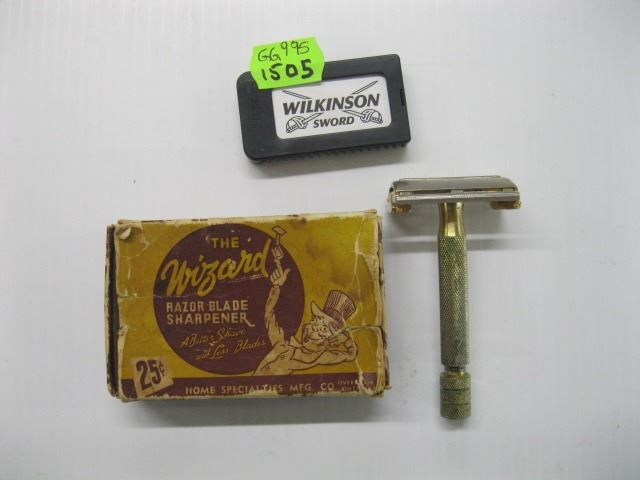 GG995
1505
WILKINSON
SWORD
THE
Wizard
RAZOR BLADE
SHARPENER
A Better Shave
with Less Blades
25¢
HOME SPECIALTIES MFG. CO